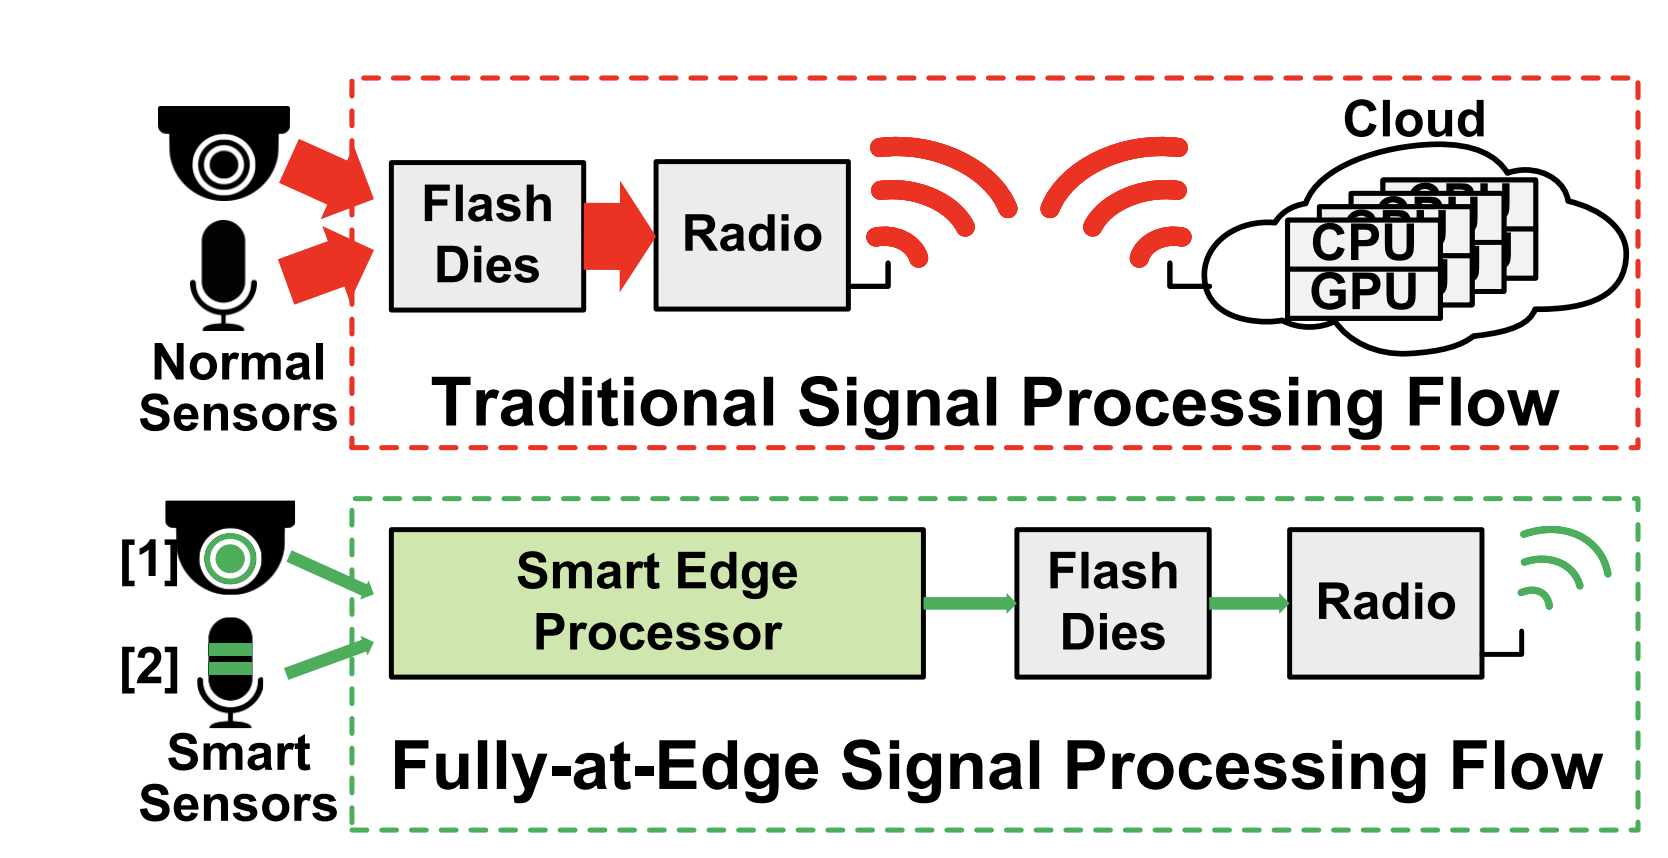 Cloud
Flash
Dies
Radio
CPU
GPU
Normal
Sensors
Traditional Signal Processing Flow
[1]
[2]
Smart
Sensors
Smart Edge
Processor
Flash
Dies
Radio
Fully-at-Edge Signal Processing Flow